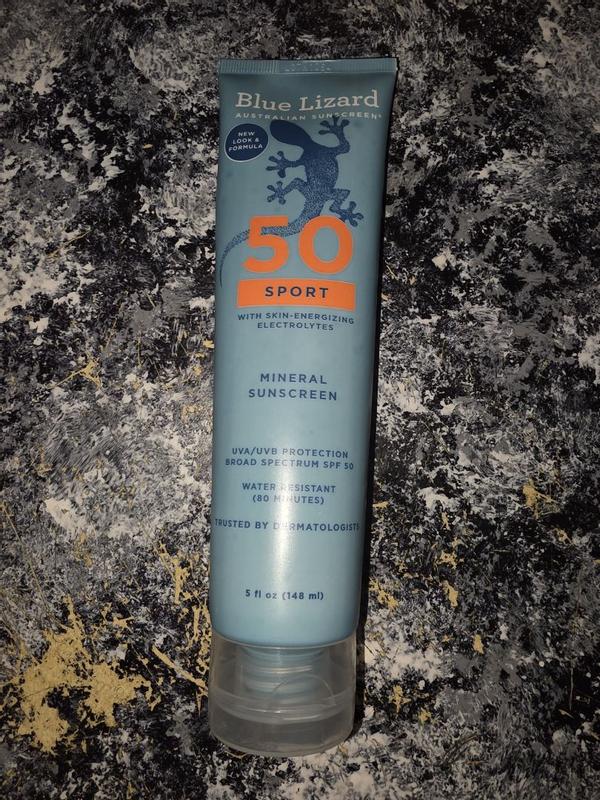 Blue Lizard
AUSTRALIAN SUNSCREEN®
NEW
LOOK &
FORMULA
50
SPORT
WITH SKIN-ENERGIZING
ELECTROLYTES
MINERAL
SUNSCREEN
UVA/UVB PROTECTION
BROAD SPECTRUM SPF 50
WATER RESISTANT
(80 MINUTES)
TRUSTED BY DERMATOLOGISTS
5 fl oz (148 ml)